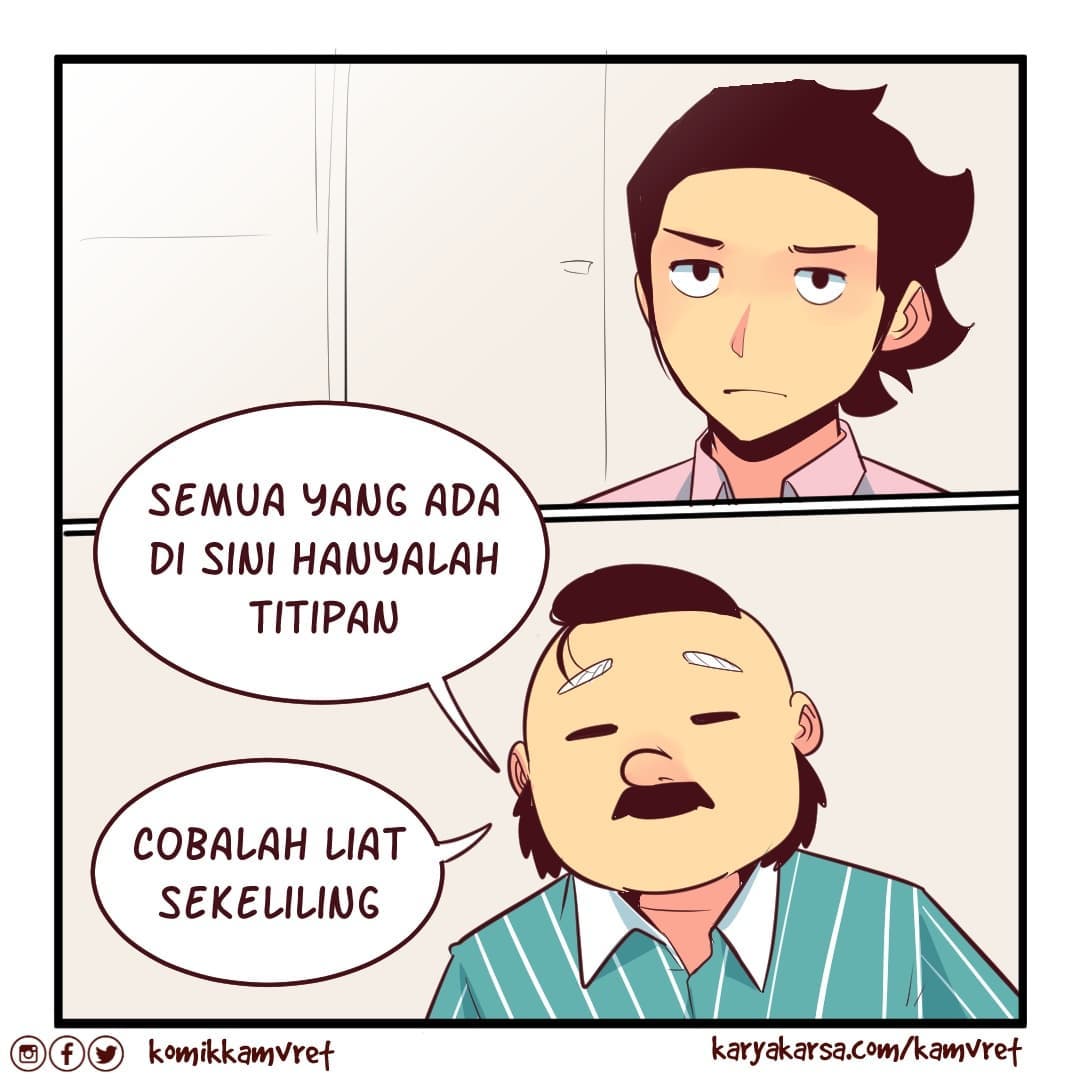 SEMUA YANG ADA
DI SINI HANYALAH
TITIPAN
COBALAH LIAT
SEKELILING
komikkamvret
karyakarsa.com/kamvret